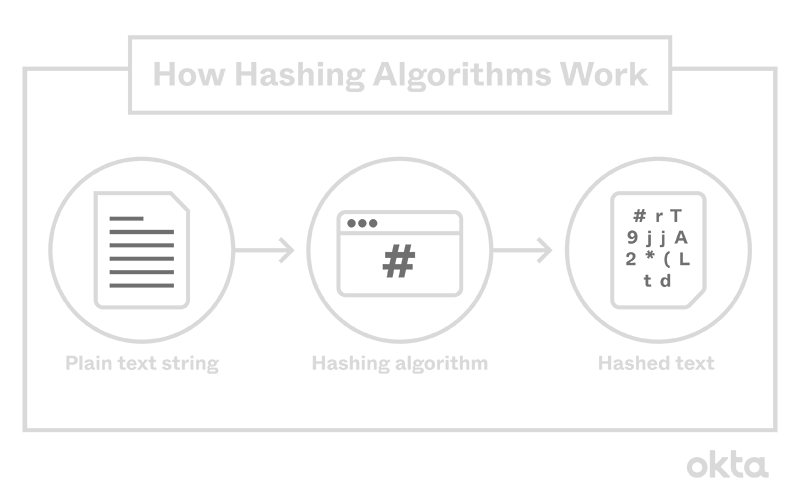 How Hashing Algorithms Work
#
# r T
9 j j A
2 * ( L
t d
Plain text string
Hashing algorithm
Hashed text
okta